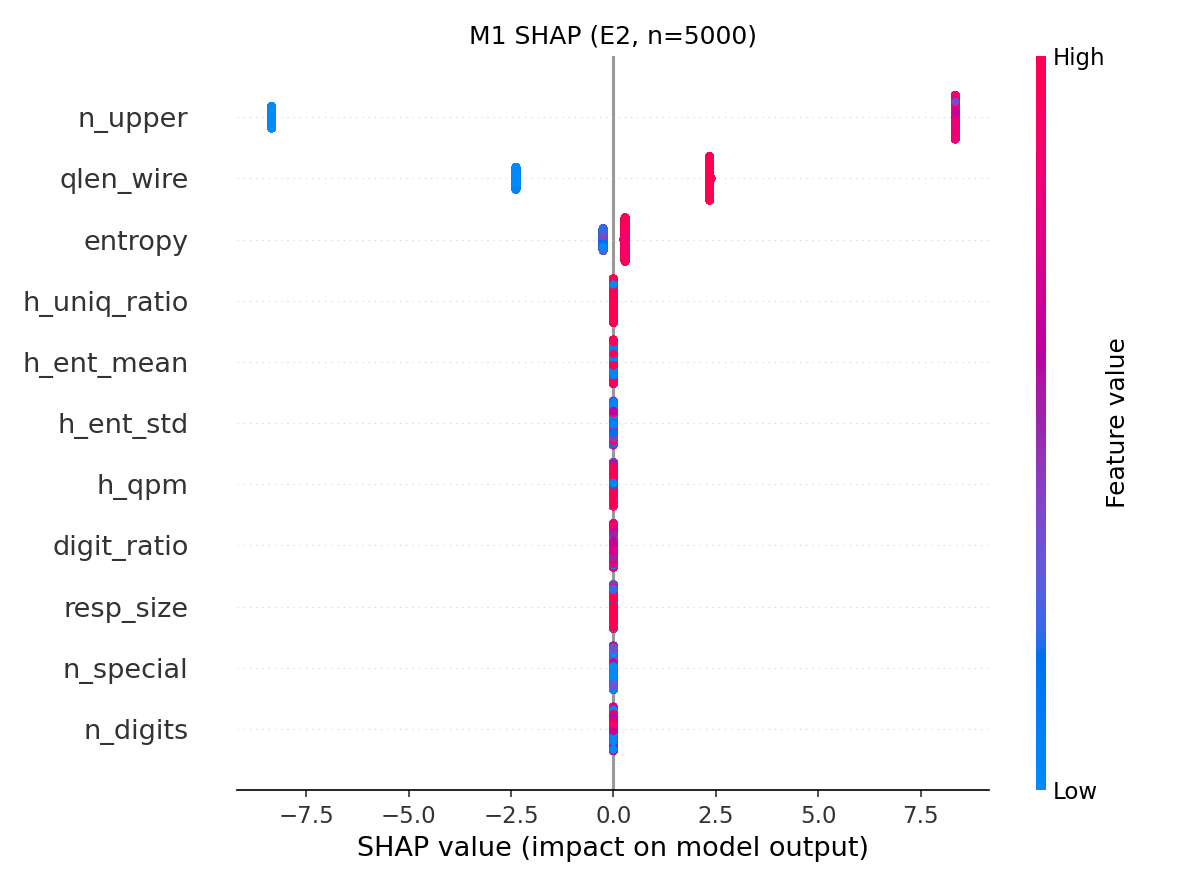 M1 SHAP (E2, n=5000)
High
n_upper
qlen_wire
entropy
h_uniq_ratio
h_ent_mean
h_ent_std
h_qpm
digit_ratio
resp_size
n_special
n_digits
Feature value
Low
−7.5 −5.0 −2.5 0.0 2.5 5.0 7.5
SHAP value (impact on model output)